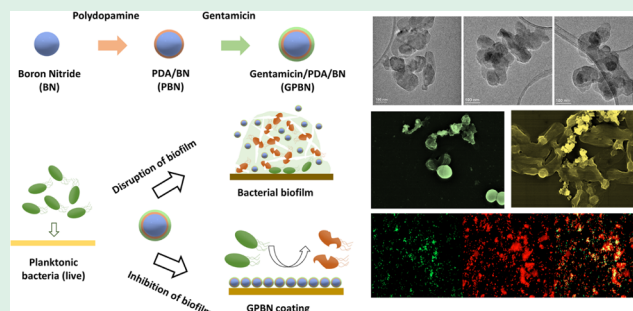 Polydopamine
Gentamicin
Boron Nitride
(BN)
PDA/BN
(PBN)
Gentamicin/PDA/BN
(GPBN)
Disruption of biofilm
Bacterial biofilm
Planktonic
bacteria (live)
Inhibition of biofilm
GPBN coating